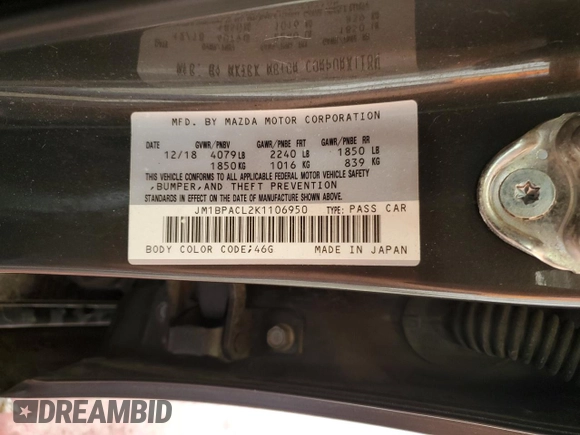 MFD. BY MAZDA MOTOR CORPORATION
DATE GVWR/PNBV GAWR/PNBE FRT GAWR/PNBE RR
12/18 4079LB 2240 LB 1850 LB
1850KG 1016 KG 839 KG
THIS VEHICLE CONFORMS TO ALL APPLICABLE FEDERAL MOTOR VEHICLE SAFETY
,BUMPER,AND THEFT PREVENTION
STANDARDS IN EFFECT ON THE DATE OF MANUFACTURE SHOWN ABOVE.
JM1BPACL2K1106950 TYPE: PASS CAR
BODY COLOR CODE;46G MADE IN JAPAN
DREAMBID